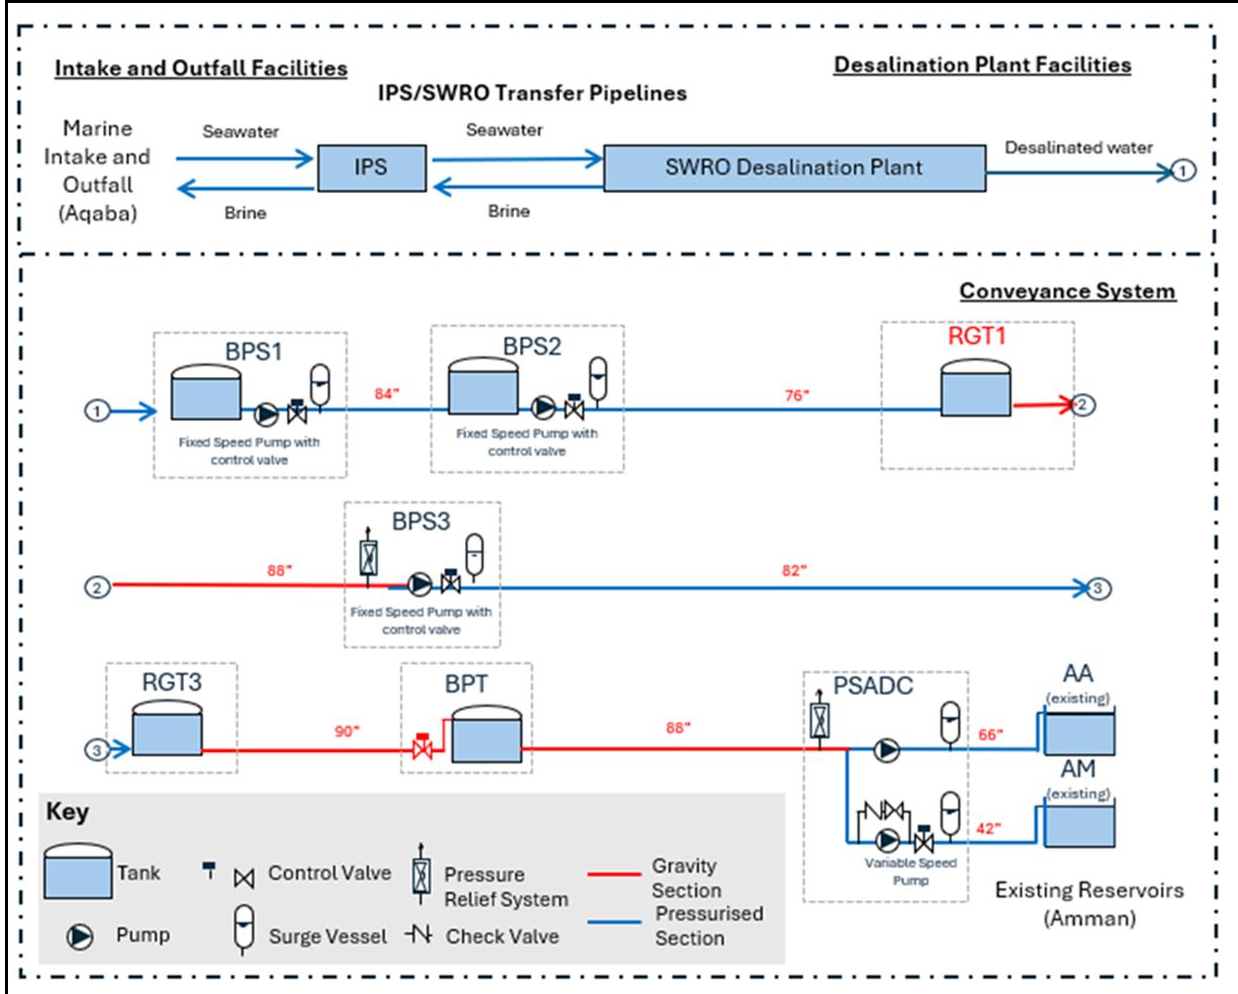 Intake and Outfall Facilities
Desalination Plant Facilities
IPS/SWRO Transfer Pipelines
Marine
Intake and
Outfall
(Aqaba)
Seawater
Brine
IPS
Seawater
Brine
SWRO Desalination Plant
Desalinated water
1
Conveyance System
1
BPS1
Fixed Speed Pump with
control valve
84"
BPS2
Fixed Speed Pump with
control valve
76"
RGT1
2
2
88"
BPS3
Fixed Speed Pump with
control valve
82"
3
3
RGT3
90"
BPT
88"
PSADC
66"
AA
(existing)
Variable Speed
Pump
42"
AM
(existing)
Existing Reservoirs
(Amman)
Key
Tank
Control Valve
Pressure
Relief System
Gravity
Section
Pump
Surge Vessel
Check Valve
Pressurised
Section